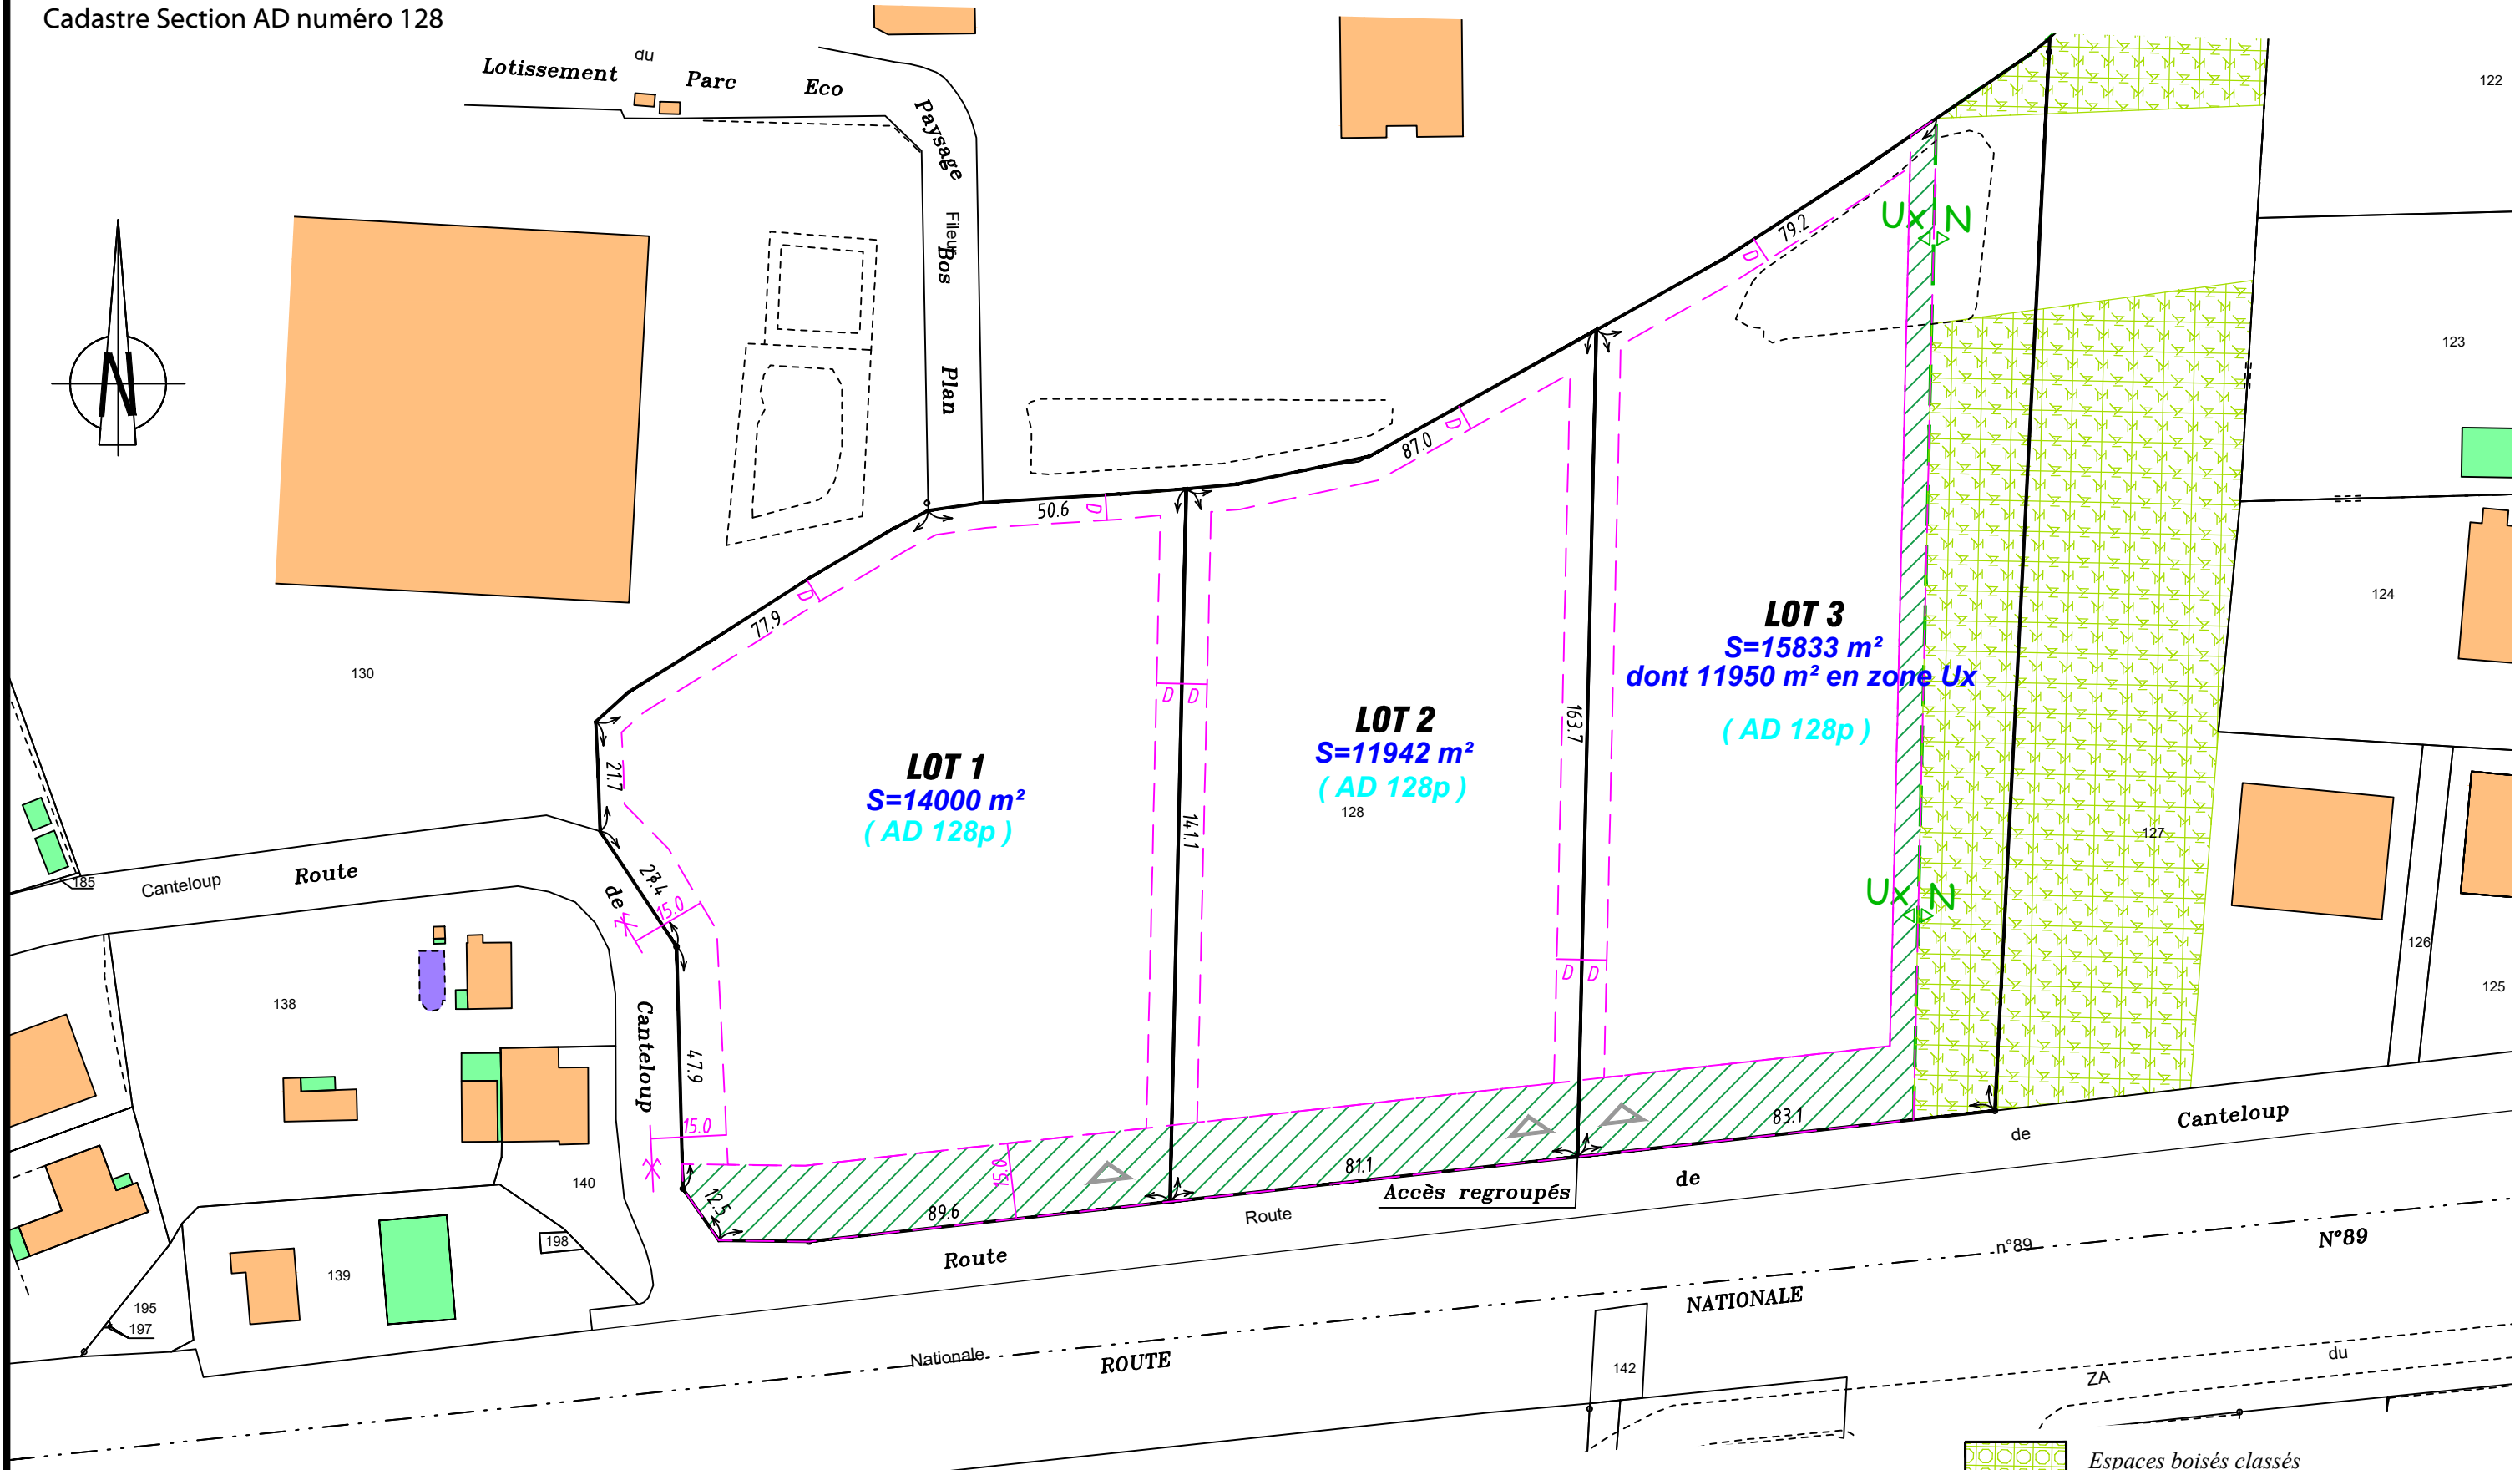 Cadastre Section AD numéro 128
Lotissement du Parc Eco Paysage
Fileur
Bos
Plan
N
122
123
124
125
126
127
128
130
138
139
140
142
185
195
197
198
79.2
87.0
50.6
77.9
21.7
27.4
47.9
12.5
89.6
81.1
83.1
141.1
163.7
15.0
15.0
15.0
D
D
D
D
D D
D D
Ux N
Ux N
LOT 1
S=14000 m²
( AD 128p )
LOT 2
S=11942 m²
( AD 128p )
LOT 3
S=15833 m²
dont 11950 m² en zone Ux
( AD 128p )
Canteloup
Route
de
Canteloup
Accès regroupés
Route
Route
de
de
Canteloup
Nationale
ROUTE
NATIONALE
n°89
N°89
ZA
du
Espaces boisés classés